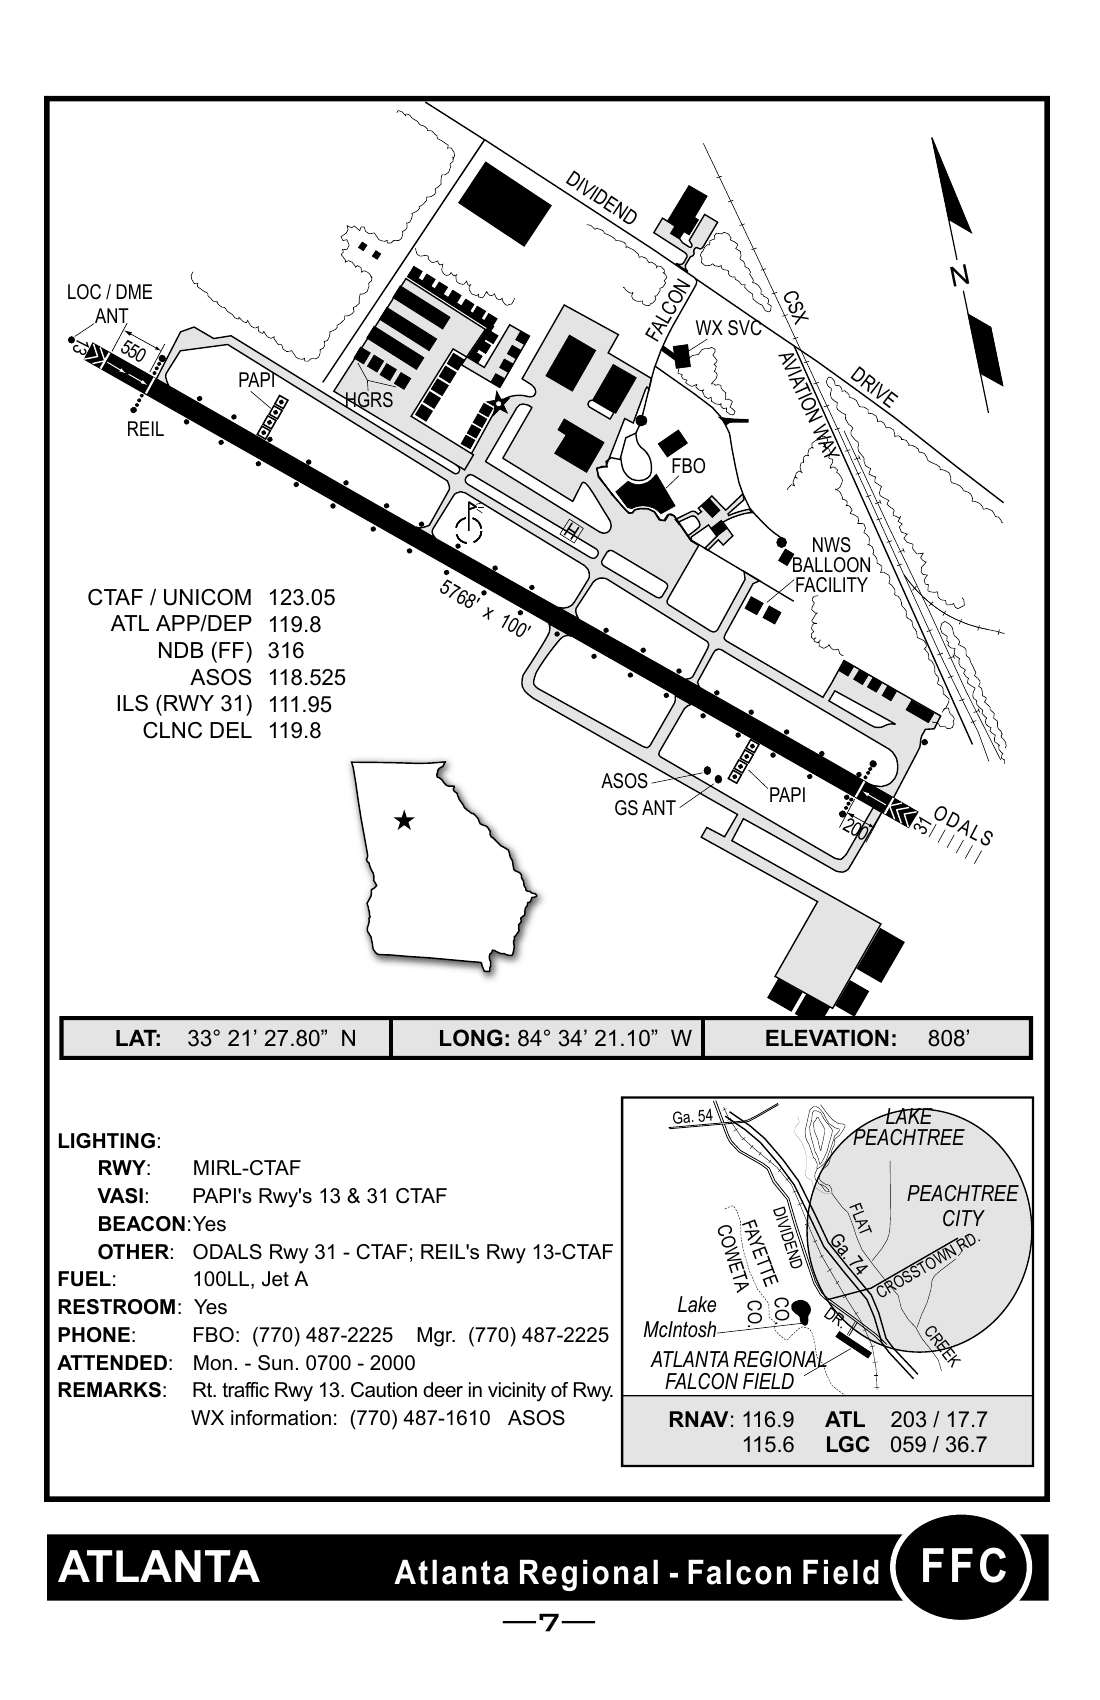 DIVIDEND
LOC / DME
ANT
550
13
CSX
FALCON
WX SVC
N
PAPI
HGRS
AVIATION WAY
DRIVE
REIL
FBO
H
NWS
BALLOON
FACILITY
5768' x 100'
CTAF / UNICOM 123.05
ATL APP/DEP 119.8
NDB (FF) 316
ASOS 118.525
ILS (RWY 31) 111.95
CLNC DEL 119.8
ASOS
GS ANT
PAPI
200
31
ODALS
LAT: 33° 21’ 27.80” N LONG: 84° 34’ 21.10” W ELEVATION: 808’
LIGHTING:
RWY: MIRL-CTAF
VASI: PAPI's Rwy's 13 & 31 CTAF
BEACON: Yes
OTHER: ODALS Rwy 31 - CTAF; REIL's Rwy 13-CTAF
FUEL: 100LL, Jet A
RESTROOM: Yes
PHONE: FBO: (770) 487-2225 Mgr. (770) 487-2225
ATTENDED: Mon. - Sun. 0700 - 2000
REMARKS: Rt. traffic Rwy 13. Caution deer in vicinity of Rwy.
WX information: (770) 487-1610 ASOS
Ga. 54
LAKE
PEACHTREE
PEACHTREE
CITY
FLAT
DIVIDEND
FAYETTE CO.
COWETA CO.
Ga. 74
CROSSTOWN RD.
Lake
McIntosh
DR.
CREEK
ATLANTA REGIONAL
FALCON FIELD
RNAV: 116.9 ATL 203 / 17.7
115.6 LGC 059 / 36.7
ATLANTA
Atlanta Regional - Falcon Field
FFC
7